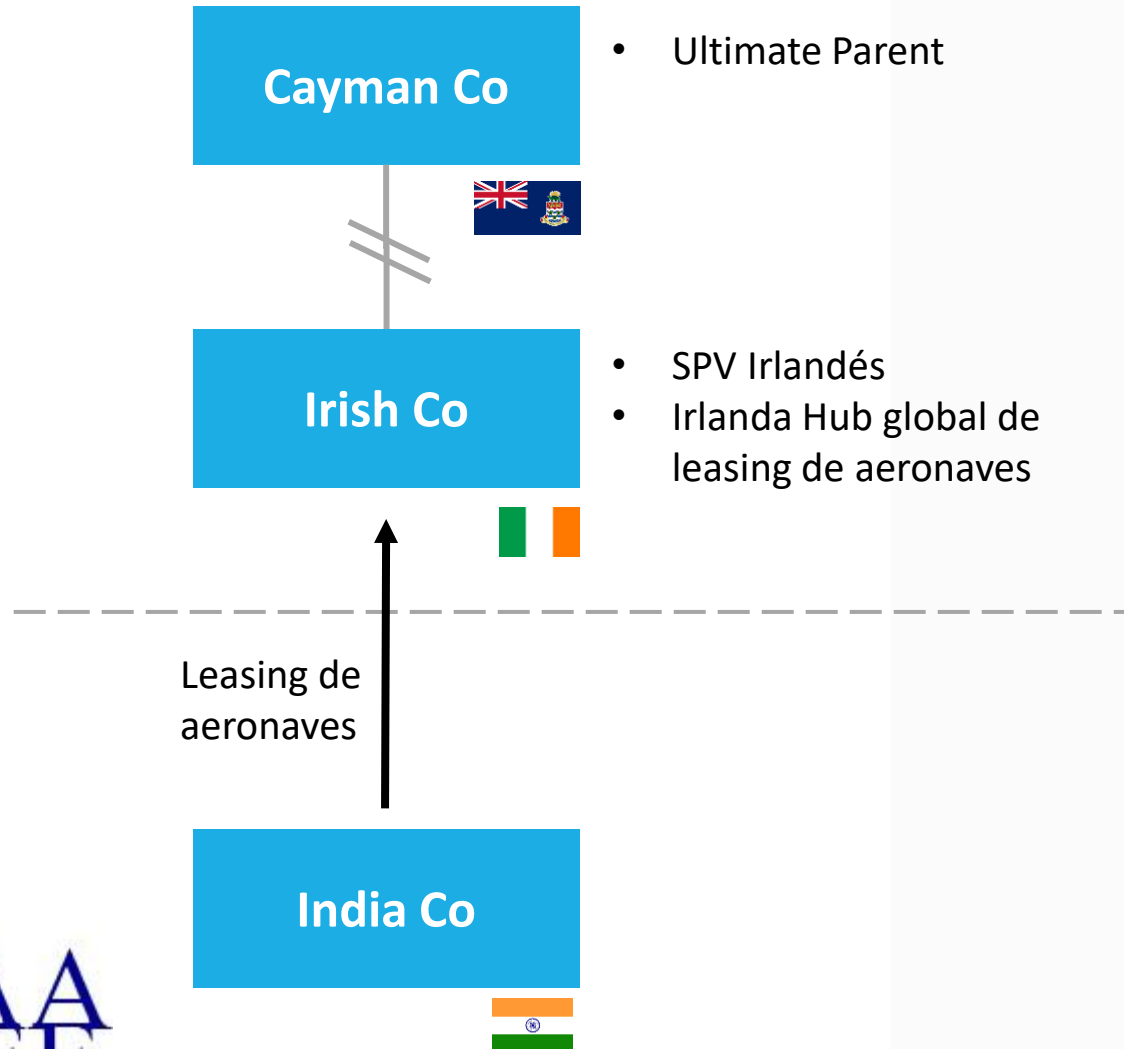 Cayman Co
• Ultimate Parent
Irish Co
• SPV Irlandés
• Irlanda Hub global de
leasing de aeronaves
Leasing de
aeronaves
India Co